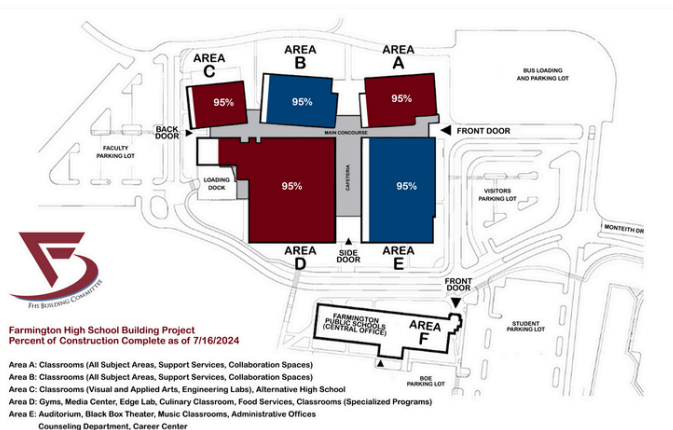 AREA
C
AREA
B
AREA
A
95%
95%
95%
BUS LOADING
AND PARKING LOT
BACK
DOOR
MAIN CONCOURSE
FRONT DOOR
FACULTY
PARKING LOT
LOADING
DOCK
95%
CAFETERIA
95%
VISITORS
PARKING LOT
MONTEITH DR
AREA
D
SIDE
DOOR
AREA
E
FHS BUILDING COMMITTEE
FRONT
DOOR
FARMINGTON
PUBLIC SCHOOLS
(CENTRAL OFFICE)
AREA
F
STUDENT
PARKING LOT
BOE
PARKING LOT
Farmington High School Building Project
Percent of Construction Complete as of 7/16/2024
Area A: Classrooms (All Subject Areas, Support Services, Collaboration Spaces)
Area B: Classrooms (All Subject Areas, Support Services, Collaboration Spaces)
Area C: Classrooms (Visual and Applied Arts, Engineering Labs), Alternative High School
Area D: Gyms, Media Center, Edge Lab, Culinary Classroom, Food Services, Classrooms (Specialized Programs)
Area E: Auditorium, Black Box Theater, Music Classrooms, Administrative Offices
Counseling Department, Career Center